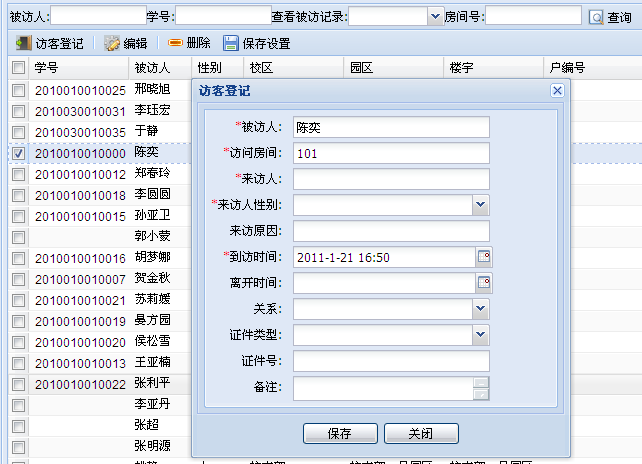 被访人: 学号: 查看被访记录: 房间号: 查询
访客登记 编辑 删除 保存设置
学号 被访人 性别 校区 园区 楼宇 户编号
2010010010025 邢晓旭
2010030010031 李珏宏
2010030010035 于静
2010010010000 陈奕
2010010010012 郑春玲
2010010010018 李圆圆
2010010010015 孙亚卫
郭小蓥
2010010010016 胡梦娜
2010010010007 贺金秋
2010010010021 苏莉媛
2010010010019 晏方园
2010010010020 侯松雪
2010010010013 王亚楠
2010010010022 张利平
李亚丹
张超
张明源
访客登记
*被访人: 陈奕
*访问房间: 101
*来访人:
*来访人性别:
来访原因:
*到访时间: 2011-1-21 16:50
离开时间:
关系:
证件类型:
证件号:
备注:
保存 关闭